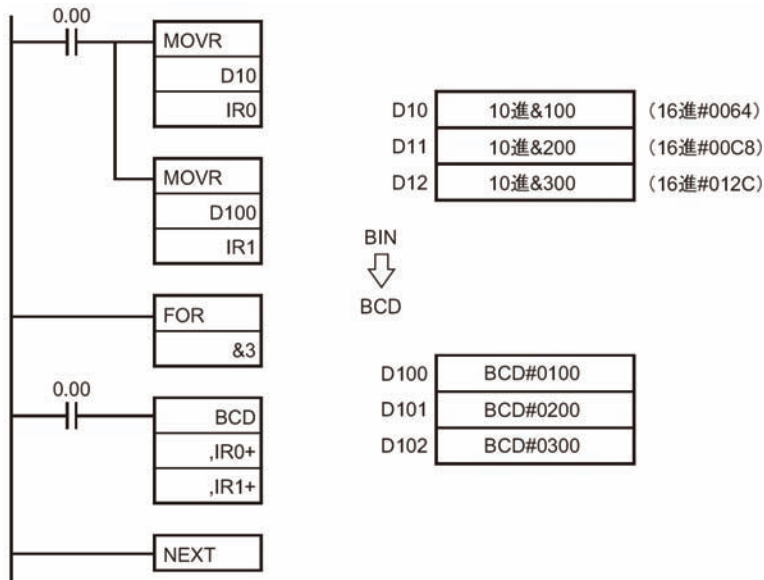 0.00
MOVR
D10
IR0
MOVR
D100
IR1
FOR
&3
0.00
BCD
,IR0+
,IR1+
NEXT
D10 10進&100 (16進#0064)
D11 10進&200 (16進#00C8)
D12 10進&300 (16進#012C)
BIN
BCD
D100 BCD#0100
D101 BCD#0200
D102 BCD#0300